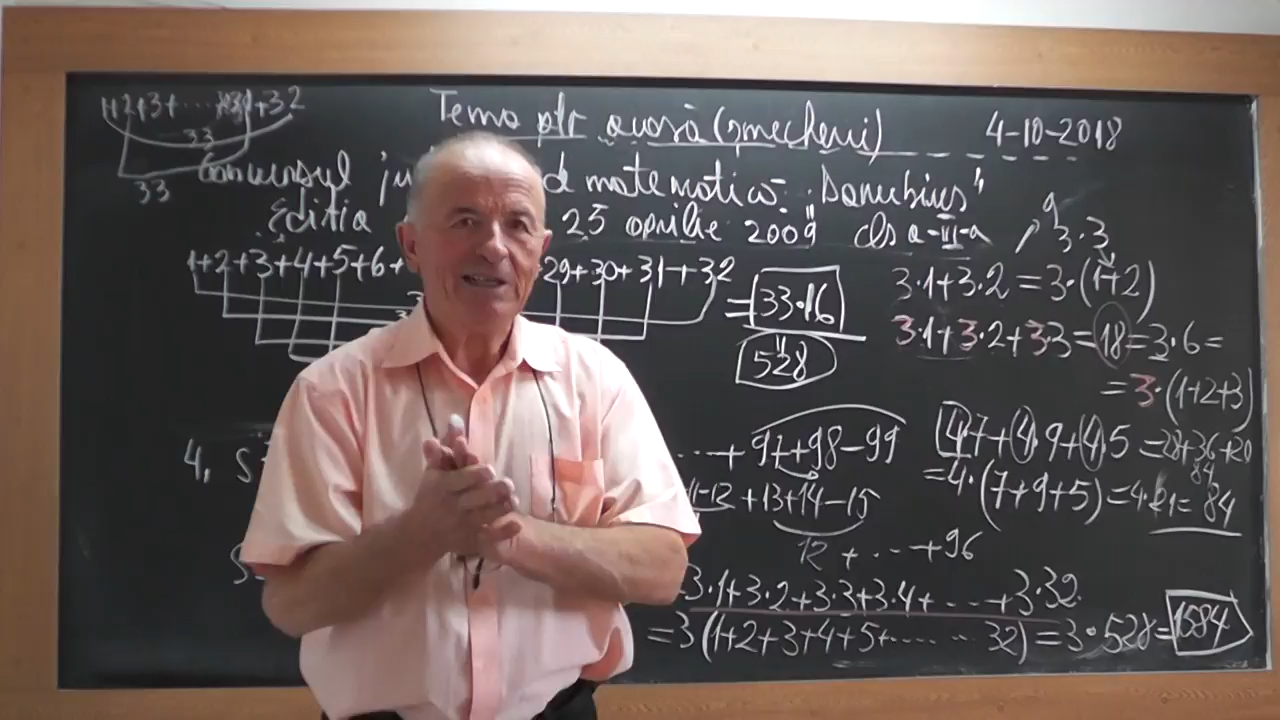 1+2+3+ ... +31+32
33
33
Tema ptr acasă (șmecheri) 4-10-2018
Concursul de matematică „Danubius"
Ediția 25 aprilie 2009 cls a-III-a
1+2+3+4+5+6+ 29+30+31+32 = 33·16
528
9
3·3
3·1+3·2=3·(1+2)
3·1+3·2+3·3=18=3·6=
=3·(1+2+3)
4, S
...+97+98-99
-12+13+14-15
12+...+96
4·7+4·9+4·5=28+36+20
84
=4·(7+9+5)=4·21=84
S
3·1+3·2+3·3+3·4+...+3·32
=3(1+2+3+4+5+......32)=3·528=1584